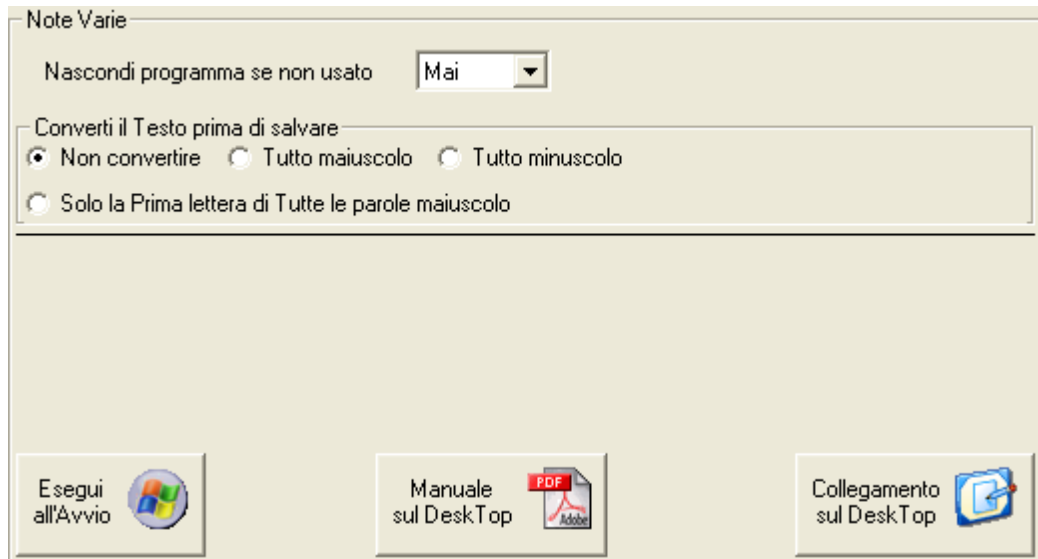 Note Varie
Nascondi programma se non usato Mai
Converti il Testo prima di salvare
Non convertire Tutto maiuscolo Tutto minuscolo
Solo la Prima lettera di Tutte le parole maiuscolo
Esegui
all'Avvio
Manuale
sul DeskTop
PDF
Adobe
Collegamento
sul DeskTop